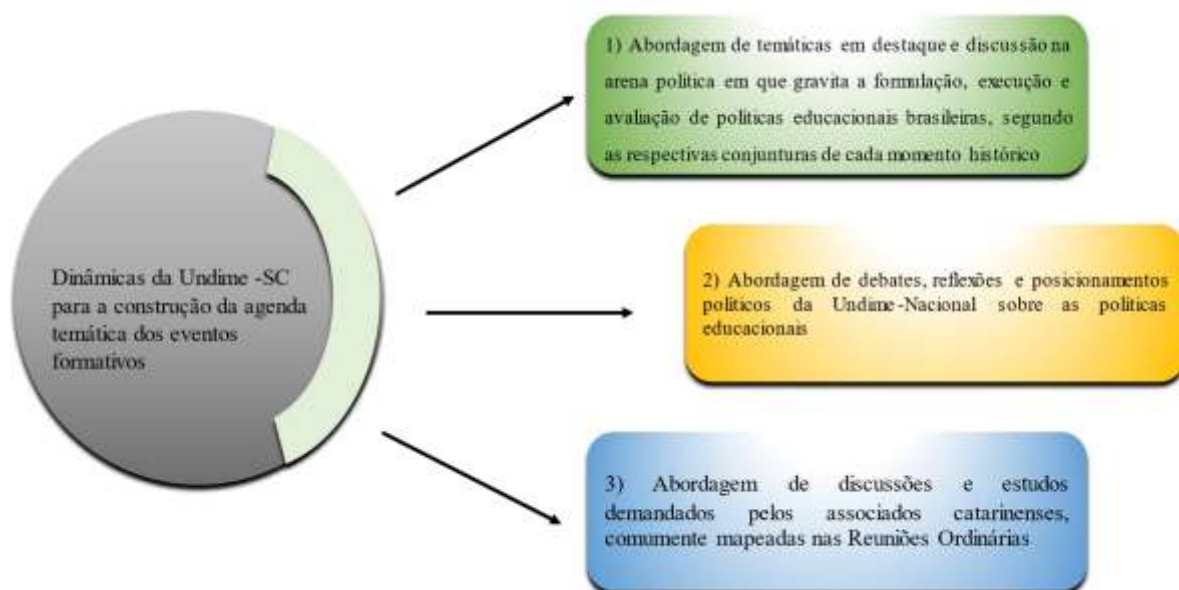 Dinâmicas da Undime -SC
para a construção da agenda
temática dos eventos
formativos
1) Abordagem de temáticas em destaque e discussão na
arena política em que gravita a formulação, execução e
avaliação de políticas educacionais brasileiras, segundo
as respectivas conjunturas de cada momento histórico
2) Abordagem de debates, reflexões e posicionamentos
políticos da Undime-Nacional sobre as políticas
educacionais
3) Abordagem de discussões e estudos
demandados pelos associados catarinenses,
comumente mapeadas nas Reuniões Ordinárias